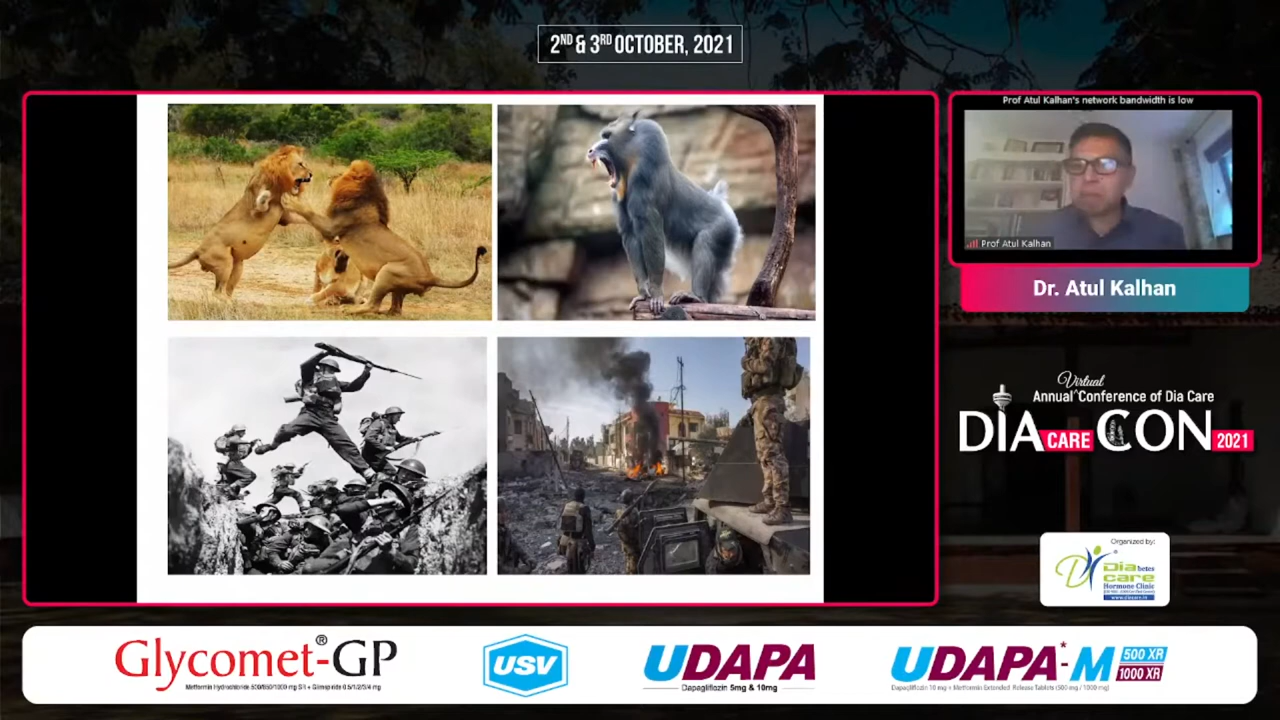 2ND & 3RD OCTOBER, 2021
Prof Atul Kalhan's network bandwidth is low
Prof Atul Kalhan
Dr. Atul Kalhan
Virtual
Annual Conference of Dia Care
DIA CARE CON 2021
Organized by:
Diabetes
care
Hormone Clinic
Glycomet®-GP
Metformin Hydrochloride 500/850/1000 mg SR + Glimepiride 0.5/1/2/3/4 mg
USV
UDAPA
Dapagliflozin 5mg & 10mg
UDAPA*-M 500 XR
1000 XR
Dapagliflozin 10 mg + Metformin Extended Release Tablets (500 mg / 1000 mg)